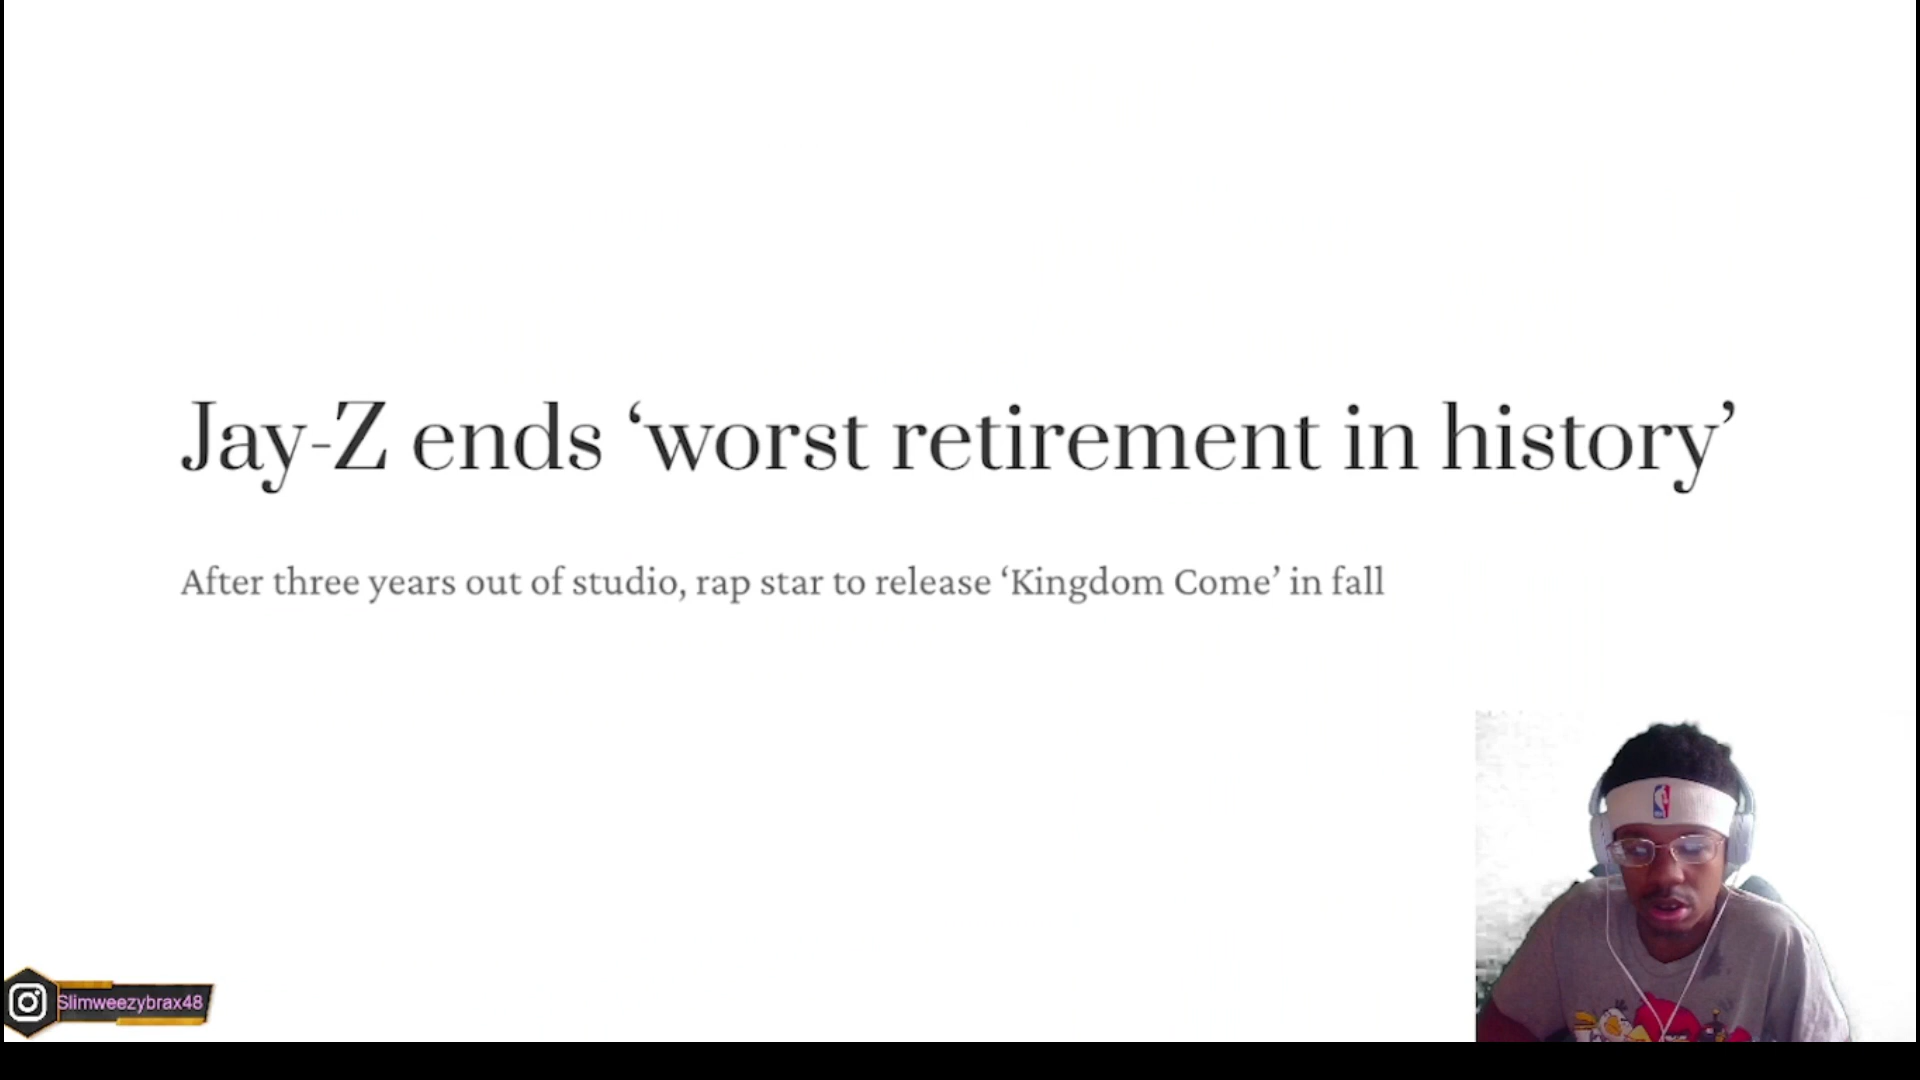 Jay-Z ends ‘worst retirement in history’
After three years out of studio, rap star to release ‘Kingdom Come’ in fall
Slimweezybrax48